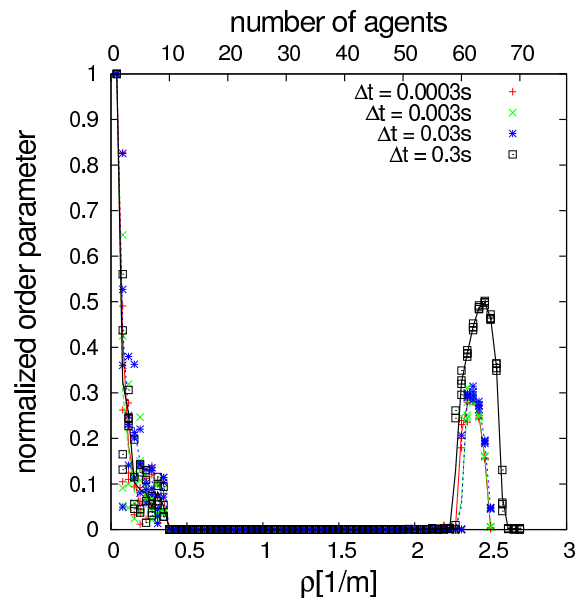 number of agents
0 10 20 30 40 50 60 70
1
0.9
0.8
0.7
0.6
0.5
0.4
0.3
0.2
0.1
0
normalized order parameter
Δt = 0.0003s
Δt = 0.003s
Δt = 0.03s
Δt = 0.3s
0 0.5 1 1.5 2 2.5 3
ρ[1/m]